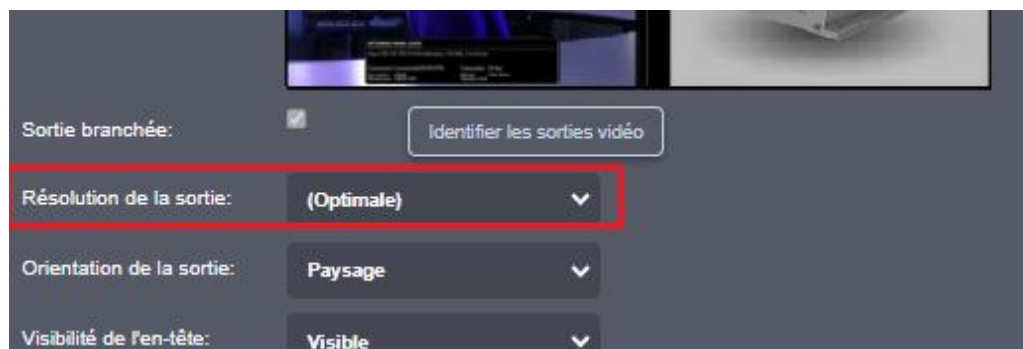 Sortie branchée:
Identifier les sorties vidéo
Résolution de la sortie:
(Optimale)
Orientation de la sortie:
Paysage
Visibilité de l'en-tête:
Visible